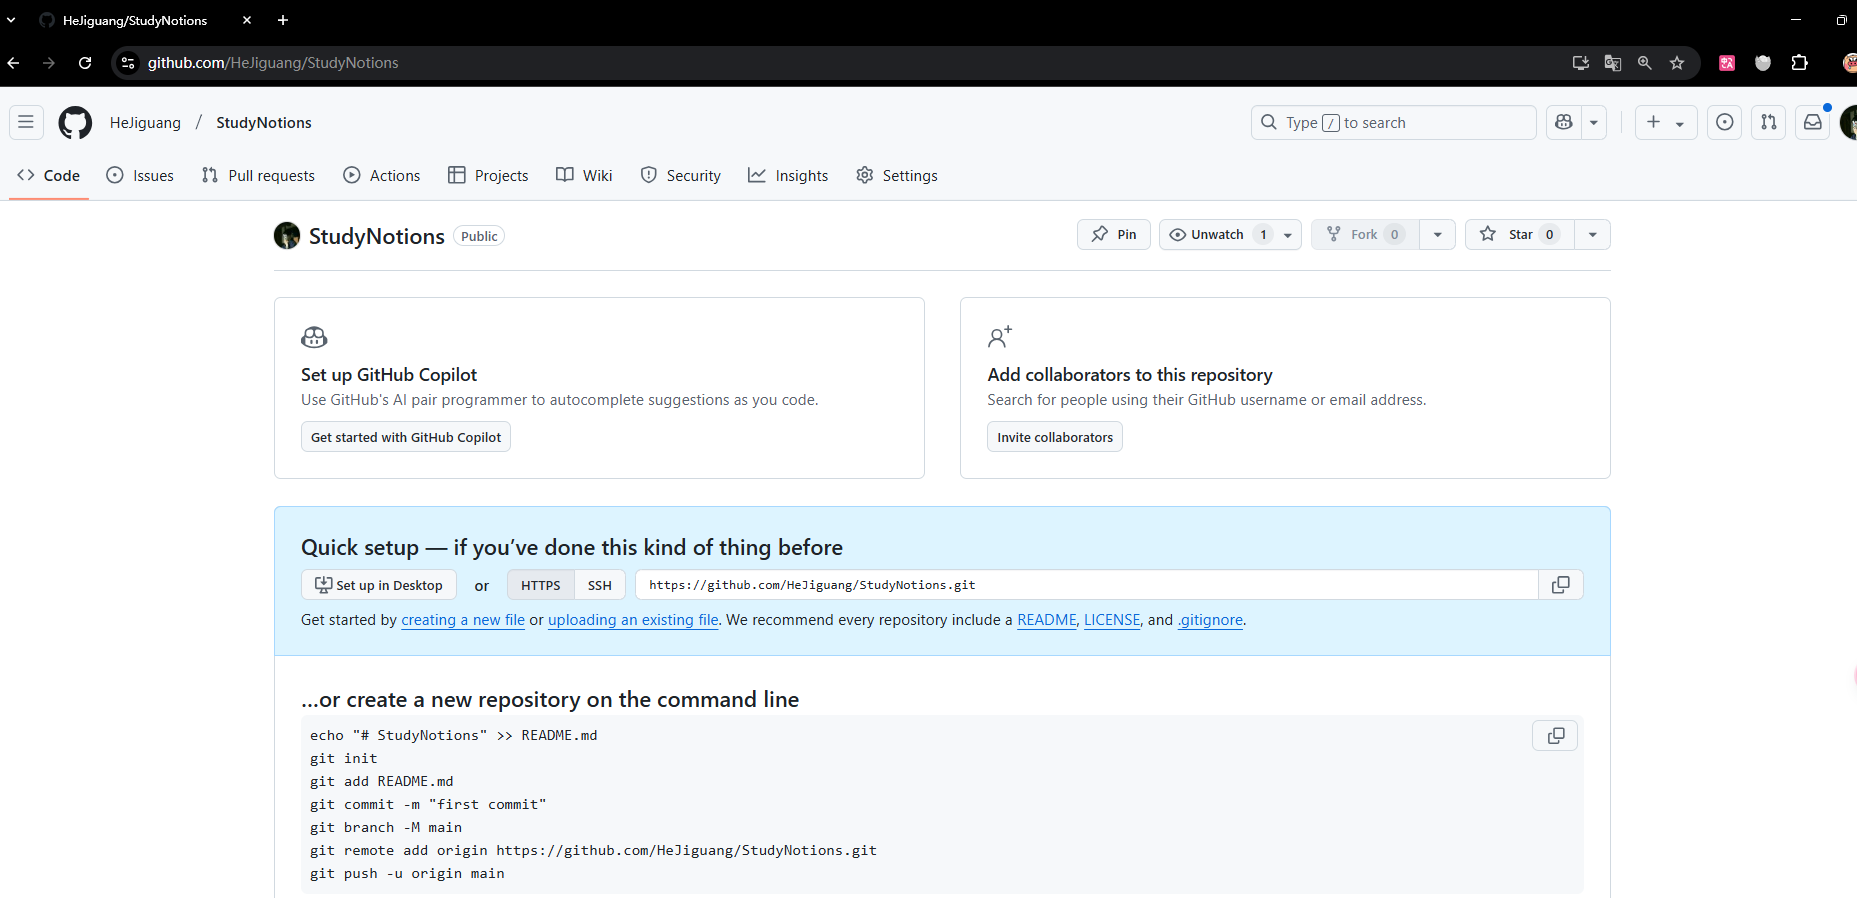 HeJiguang/StudyNotions
github.com/HeJiguang/StudyNotions
HeJiguang / StudyNotions
Type / to search
Code Issues Pull requests Actions Projects Wiki Security Insights Settings
StudyNotions Public
Pin Unwatch 1 Fork 0 Star 0
Set up GitHub Copilot
Use GitHub's AI pair programmer to autocomplete suggestions as you code.
Get started with GitHub Copilot
Add collaborators to this repository
Search for people using their GitHub username or email address.
Invite collaborators
Quick setup — if you’ve done this kind of thing before
Set up in Desktop or HTTPS SSH https://github.com/HeJiguang/StudyNotions.git
Get started by creating a new file or uploading an existing file. We recommend every repository include a README, LICENSE, and .gitignore.
…or create a new repository on the command line
echo "# StudyNotions" >> README.md
git init
git add README.md
git commit -m "first commit"
git branch -M main
git remote add origin https://github.com/HeJiguang/StudyNotions.git
git push -u origin main